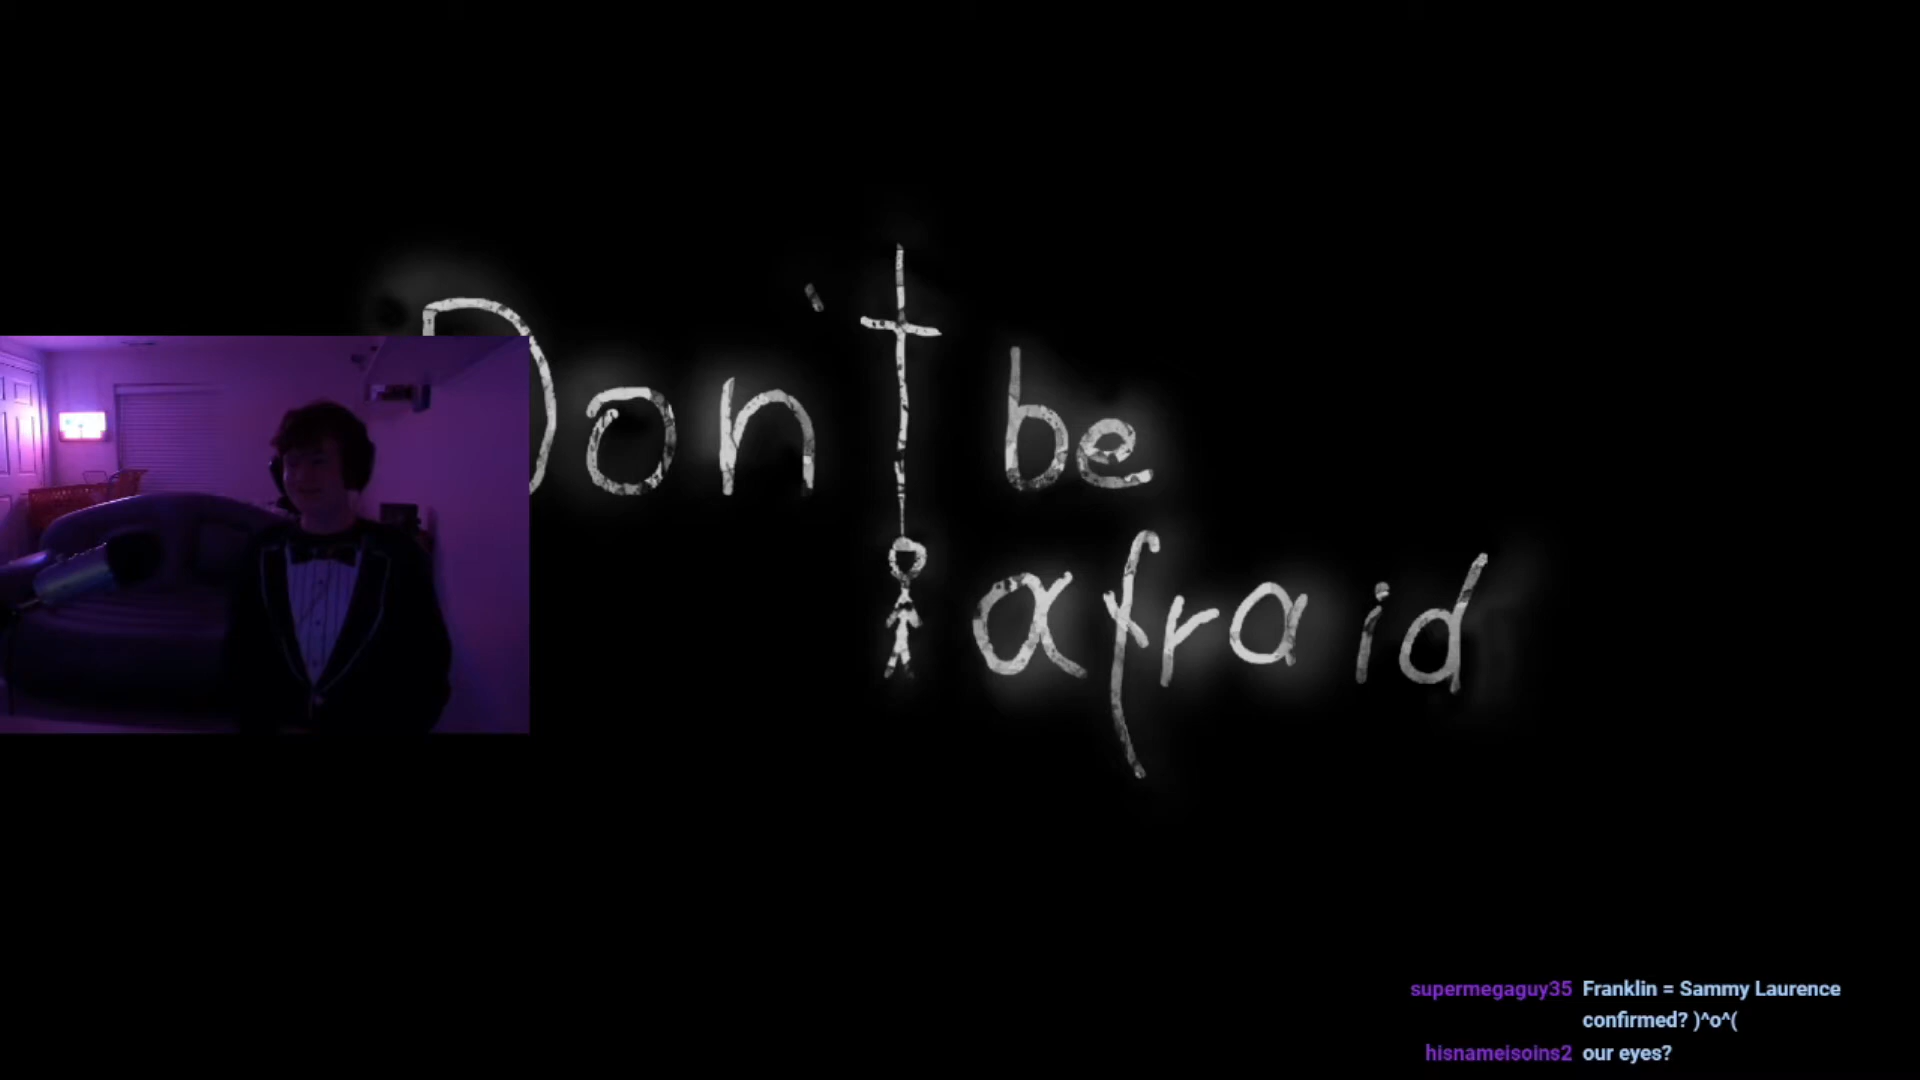 Don't be
afraid
supermegaguy35 Franklin = Sammy Laurence
confirmed? )^o^(
hisnameisoins2 our eyes?